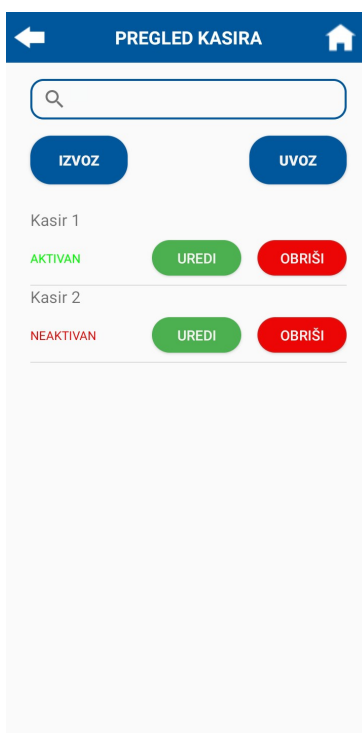 PREGLED KASIRA
IZVOZ UVOZ
Kasir 1
AKTIVAN UREDI OBRIŠI
Kasir 2
NEAKTIVAN UREDI OBRIŠI